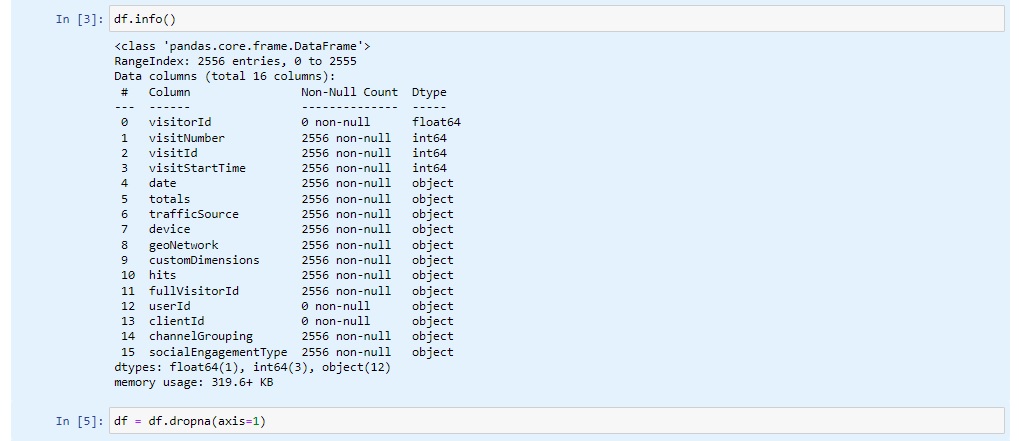 In [3]: df.info()
<class 'pandas.core.frame.DataFrame'>
RangeIndex: 2556 entries, 0 to 2555
Data columns (total 16 columns):
 #   Column                Non-Null Count  Dtype
---  ------                --------------  -----
 0   visitorId             0 non-null      float64
 1   visitNumber           2556 non-null   int64
 2   visitId               2556 non-null   int64
 3   visitStartTime        2556 non-null   int64
 4   date                  2556 non-null   object
 5   totals                2556 non-null   object
 6   trafficSource         2556 non-null   object
 7   device                2556 non-null   object
 8   geoNetwork            2556 non-null   object
 9   customDimensions      2556 non-null   object
 10  hits                  2556 non-null   object
 11  fullVisitorId         2556 non-null   object
 12  userId                0 non-null      object
 13  clientId              0 non-null      object
 14  channelGrouping       2556 non-null   object
 15  socialEngagementType  2556 non-null   object
dtypes: float64(1), int64(3), object(12)
memory usage: 319.6+ KB
In [5]: df = df.dropna(axis=1)